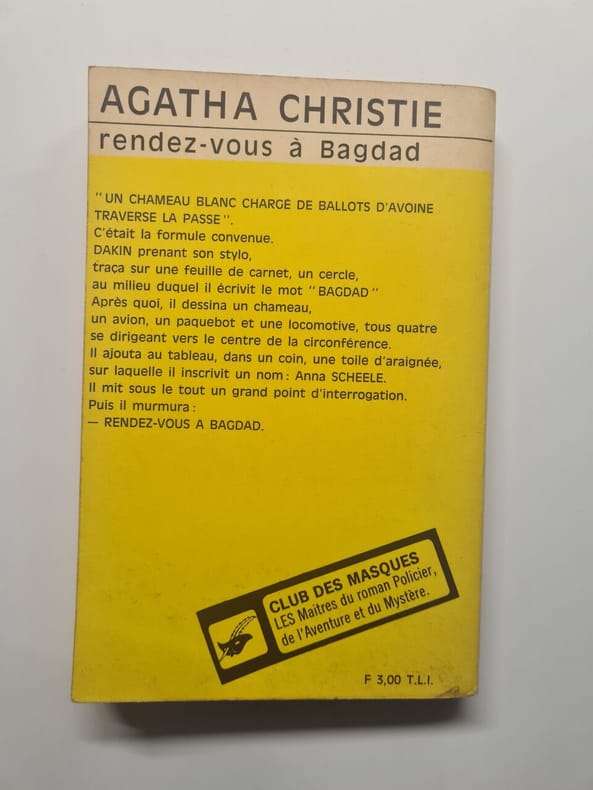 AGATHA CHRISTIE
rendez-vous à Bagdad
"UN CHAMEAU BLANC CHARGÉ DE BALLOTS D'AVOINE
TRAVERSE LA PASSE".
C'était la formule convenue.
DAKIN prenant son stylo,
traça sur une feuille de carnet, un cercle,
au milieu duquel il écrivit le mot "BAGDAD"
Après quoi, il dessina un chameau,
un avion, un paquebot et une locomotive, tous quatre
se dirigeant vers le centre de la circonférence.
Il ajouta au tableau, dans un coin, une toile d'araignée,
sur laquelle il inscrivit un nom : Anna SCHEELE.
Il mit sous le tout un grand point d'interrogation.
Puis il murmura :
— RENDEZ-VOUS A BAGDAD.
CLUB DES MASQUES
LES Maitres du roman Policier,
de l'Aventure et du Mystère.
F 3,00 T.L.I.